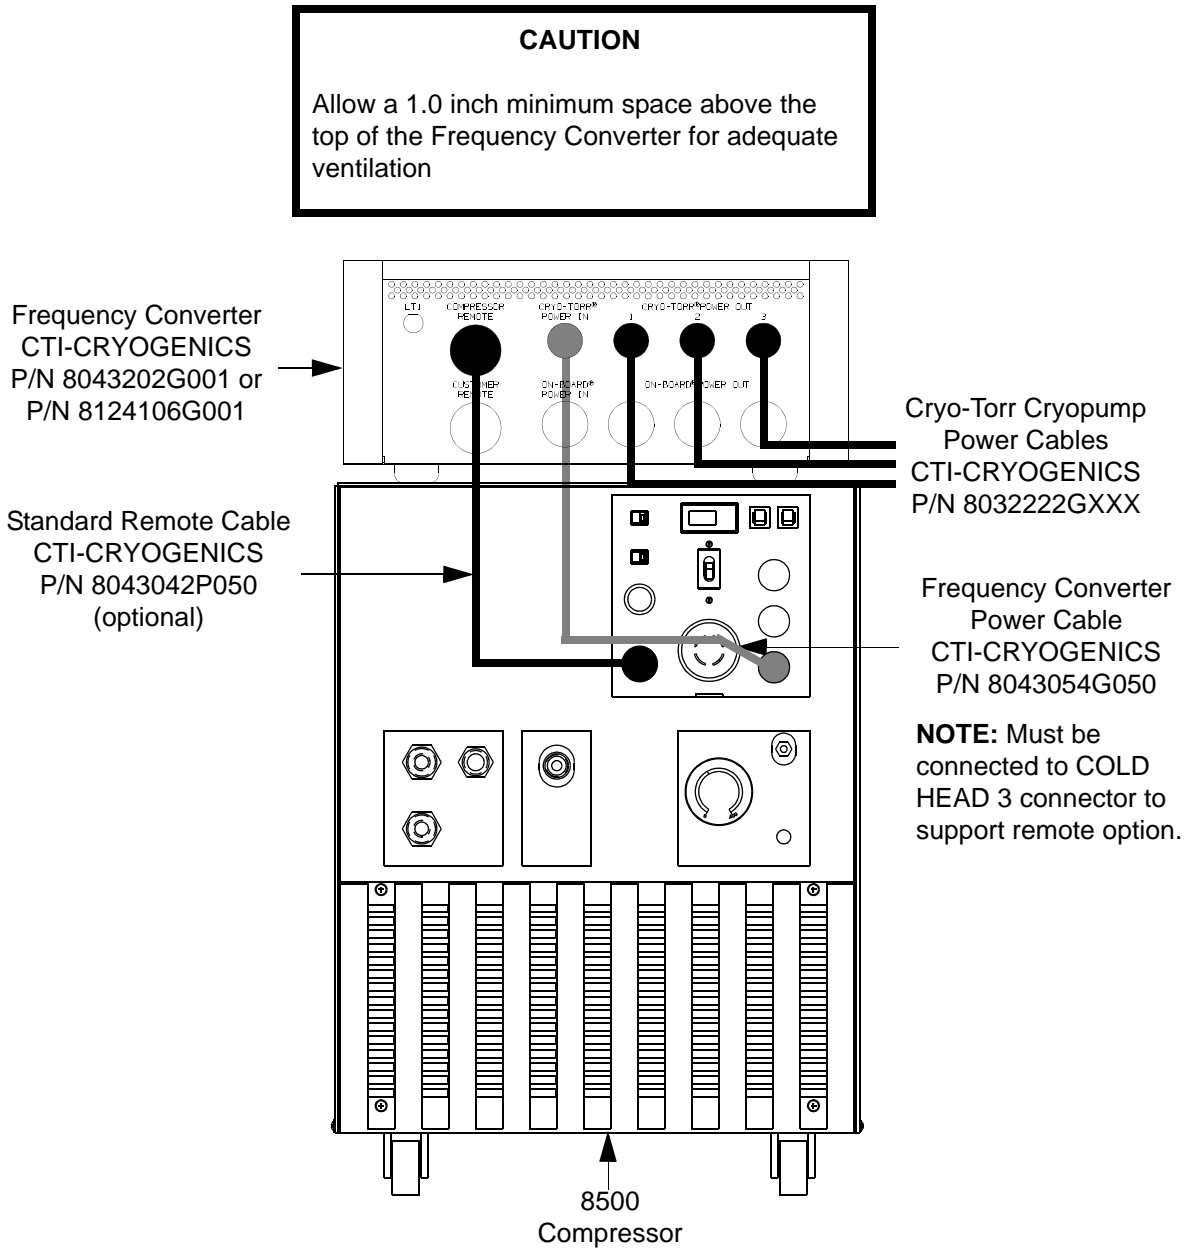 CAUTION
Allow a 1.0 inch minimum space above the
top of the Frequency Converter for adequate
ventilation
Frequency Converter
CTI-CRYOGENICS
P/N 8043202G001 or
P/N 8124106G001
LT1
COMPRESSOR
REMOTE
CRYO-TORR®
POWER IN
CRYO-TORR® POWER OUT
1 2 3
CUSTOMER
REMOTE
ON-BOARD®
POWER IN
ON-BOARD® POWER OUT
Cryo-Torr Cryopump
Power Cables
CTI-CRYOGENICS
P/N 8032222GXXX
Standard Remote Cable
CTI-CRYOGENICS
P/N 8043042P050
(optional)
Frequency Converter
Power Cable
CTI-CRYOGENICS
P/N 8043054G050
NOTE: Must be
connected to COLD
HEAD 3 connector to
support remote option.
8500
Compressor